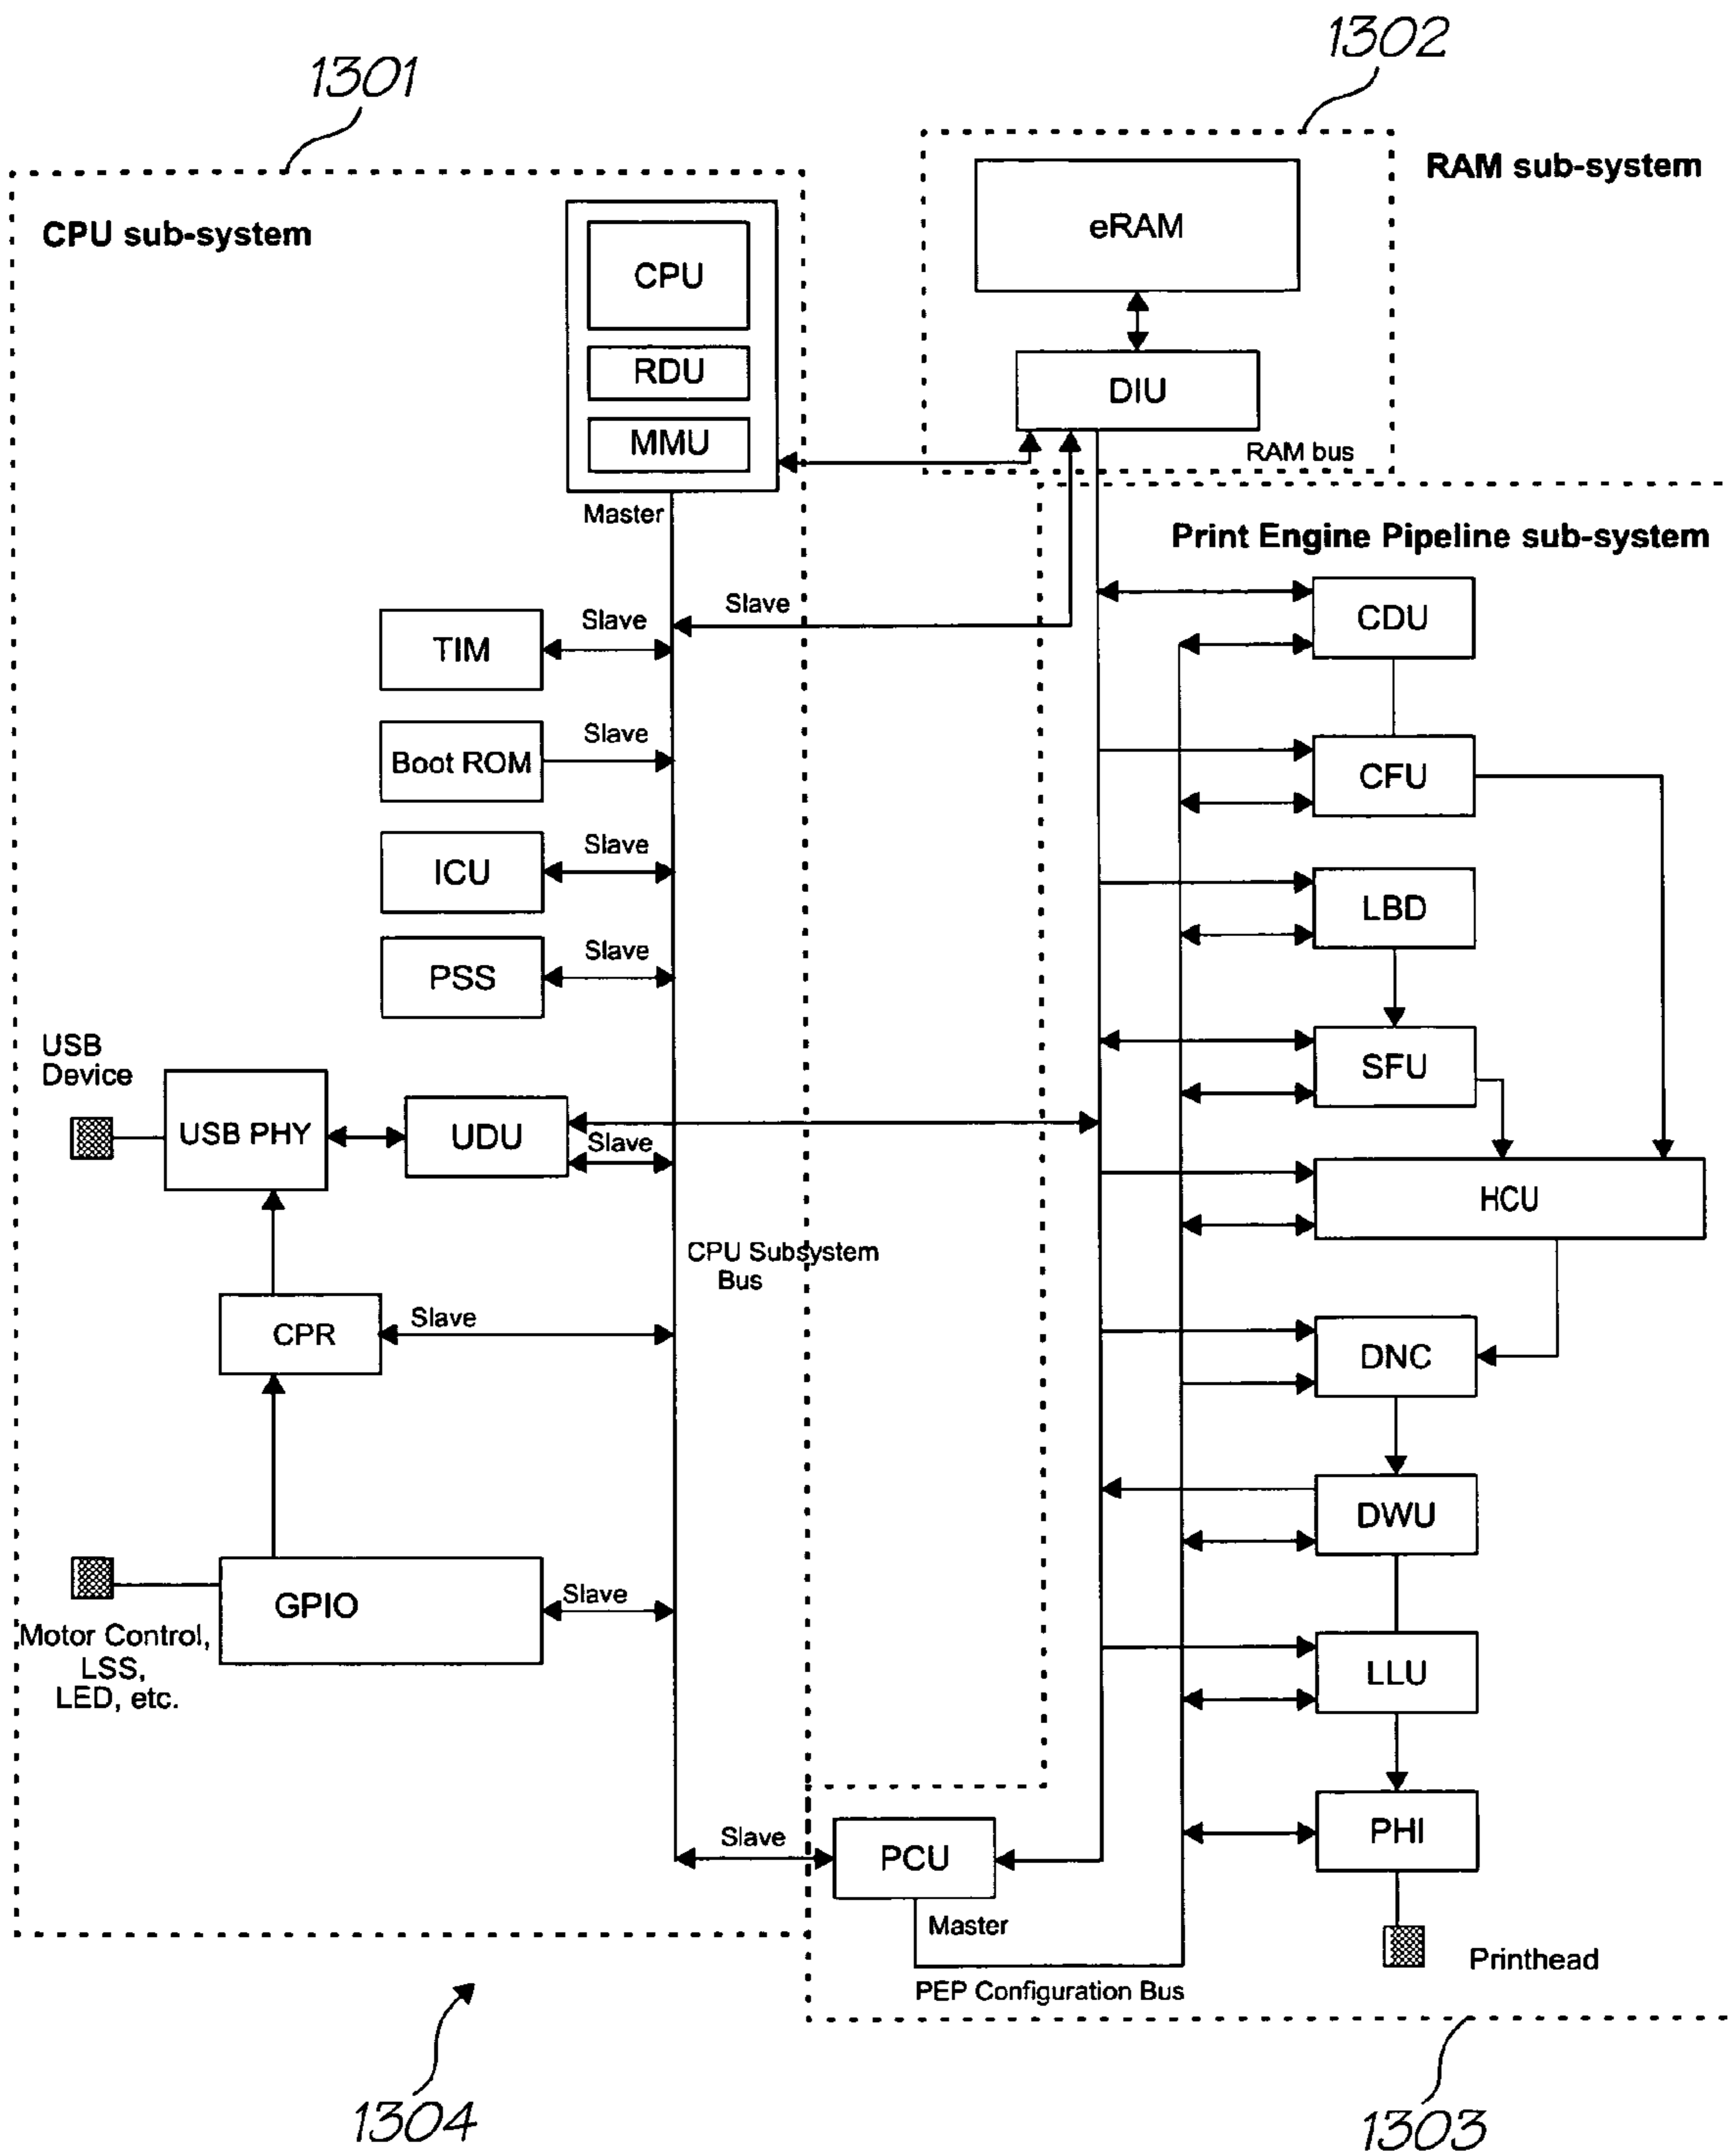 1301
1302
RAM sub-system
CPU sub-system
CPU
RDU
MMU
Master
eRAM
DIU
RAM bus
Print Engine Pipeline sub-system
Slave
TIM
Slave
Boot ROM
Slave
ICU
Slave
PSS
Slave
USB
Device
USB PHY
UDU
Slave
CPU Subsystem
Bus
CPR
Slave
GPIO
Slave
Motor Control,
LSS,
LED, etc.
CDU
CFU
LBD
SFU
HCU
DNC
DWU
LLU
PHI
Slave
PCU
Master
PEP Configuration Bus
Printhead
1304
1303